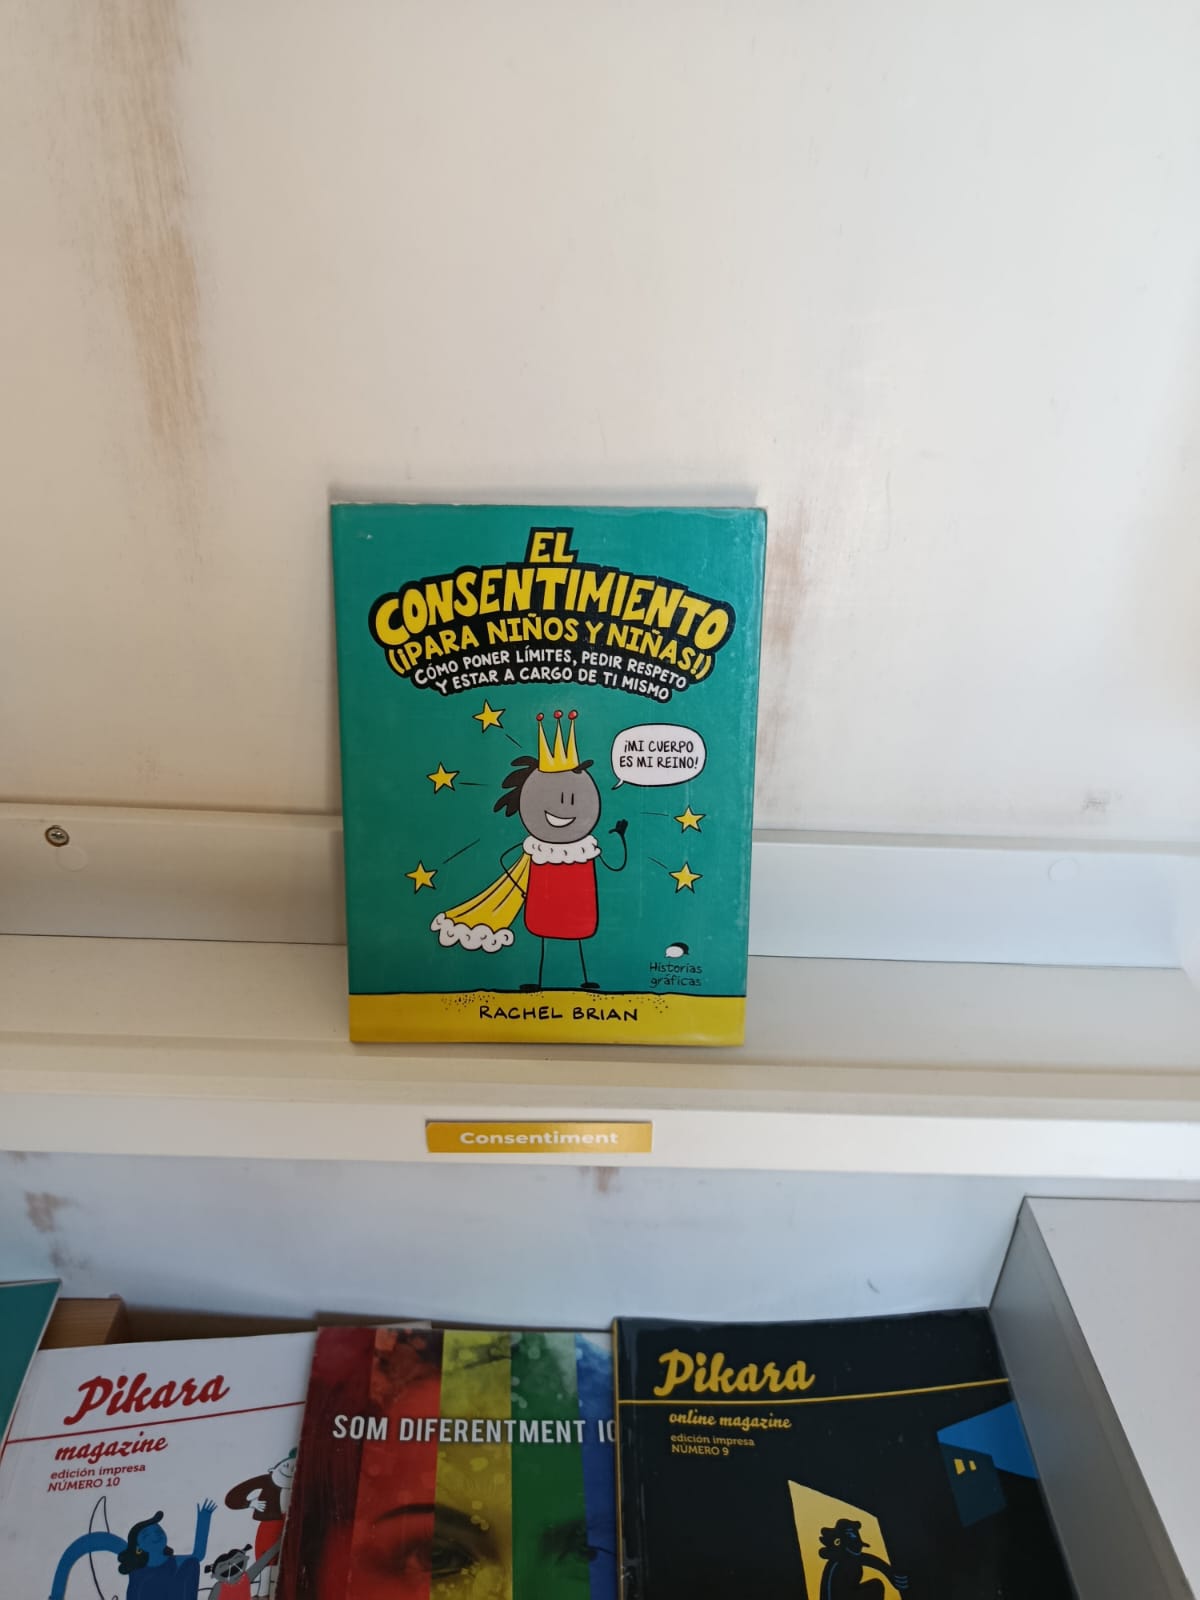 EL
CONSENTIMIENTO
(¡PARA NIÑOS Y NIÑAS!)
CÓMO PONER LÍMITES, PEDIR RESPETO
Y ESTAR A CARGO DE TI MISMO
¡MI CUERPO
ES MI REINO!
Historias
gráficas
RACHEL BRIAN
Consentiment
Pikara
magazine
edición impresa
NÚMERO 10
SOM DIFERENTMENT
Pikara
online magazine
edición impresa
NÚMERO 9